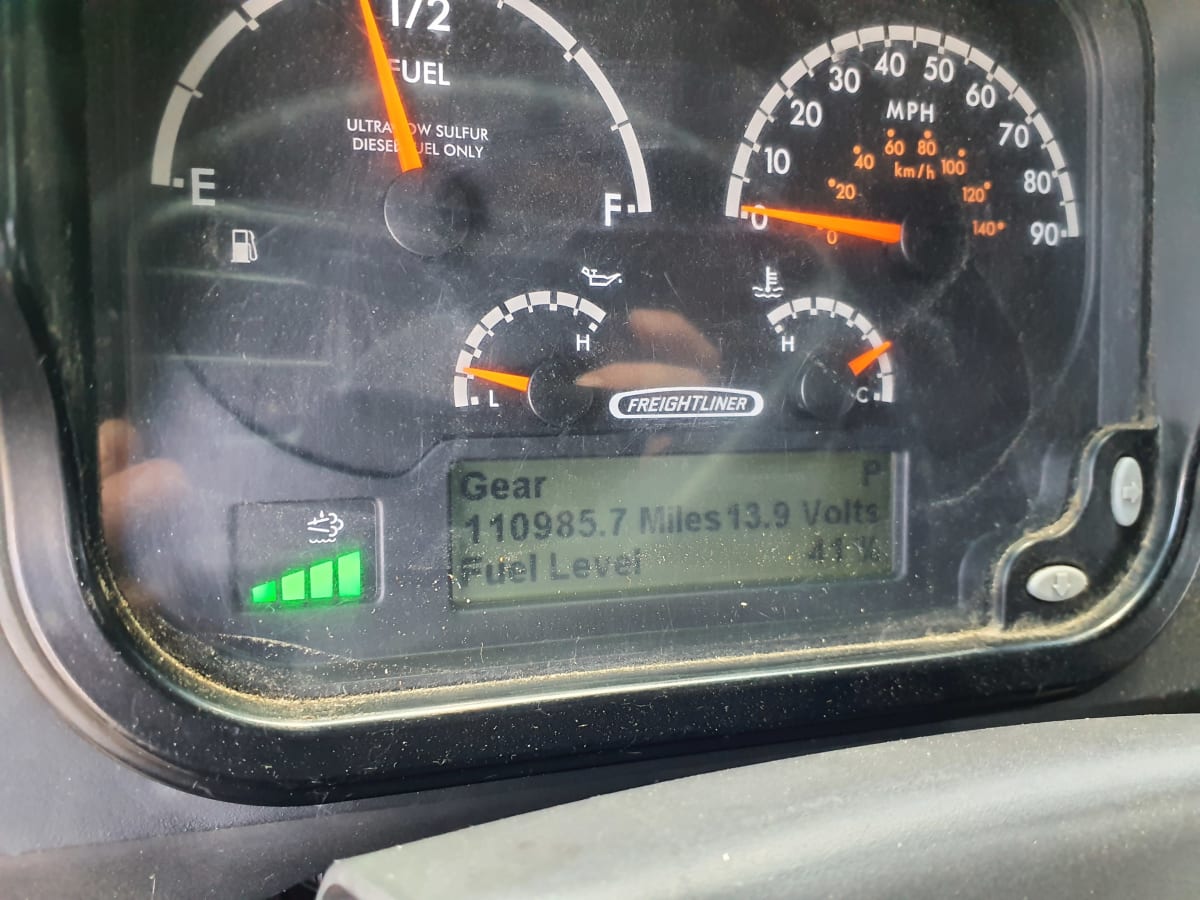 1/2
FUEL
ULTRA LOW SULFUR
DIESEL FUEL ONLY
E
F
0 10 20 30 40 50 60 70 80 90
MPH
0 20 40 60 80 100 120 140
km/h
L H
H C
FREIGHTLINER
Gear P
110985.7 Miles 13.9 Volts
Fuel Level 41 %